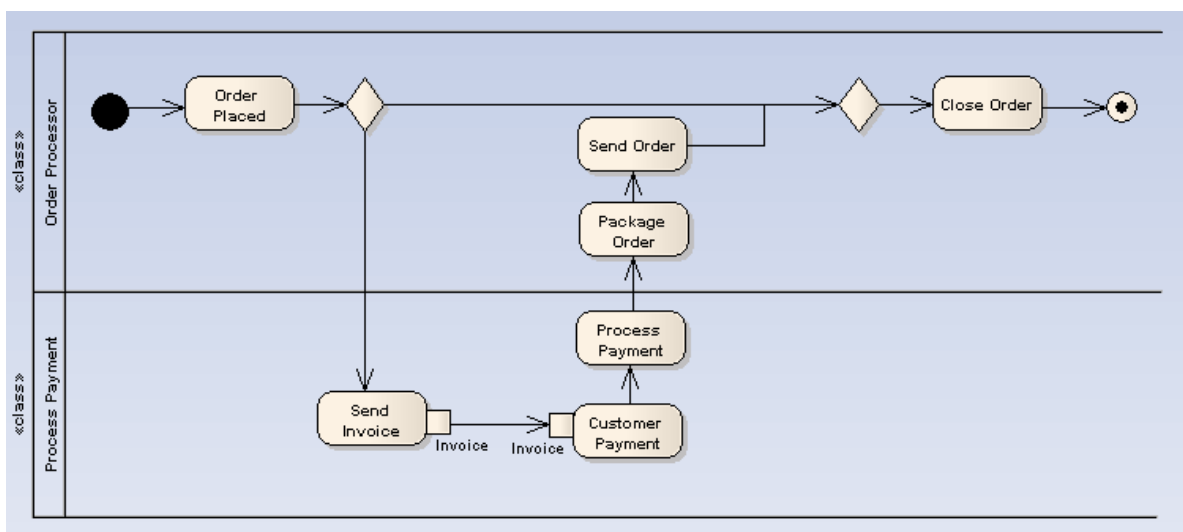 «class»
Order Processor
Order
Placed
Close Order
Send Order
Package
Order
«class»
Process Payment
Process
Payment
Send
Invoice
Invoice
Invoice
Customer
Payment